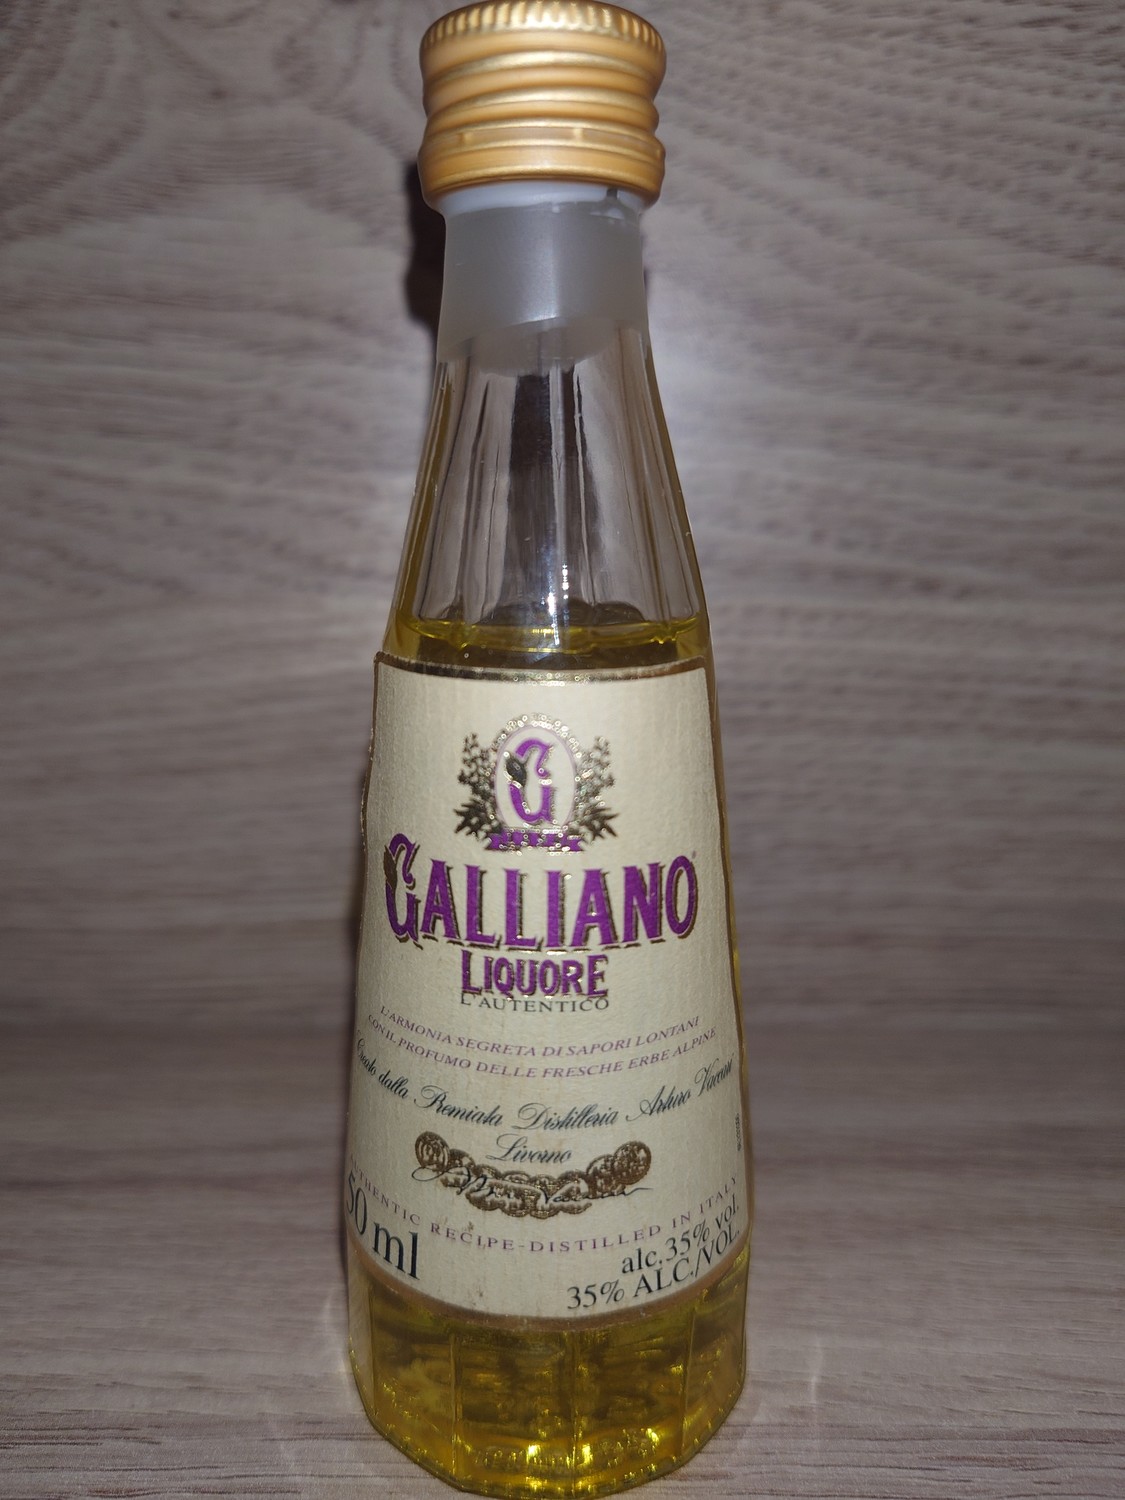 G
GALLIANO®
LIQUORE
L'AUTENTICO
L'ARMONIA SEGRETA DI SAPORI LONTANI
CON IL PROFUMO DELLE FRESCHE ERBE ALPINE
Creato dalla Premiata Distilleria Arturo Vaccari
Livorno
AUTHENTIC RECIPE-DISTILLED IN ITALY
50 ml
alc.35% vol.
35% ALC./VOL.